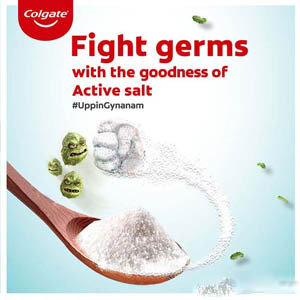 Colgate
Fight germs
with the goodness of
Active salt
#UppinGynanam